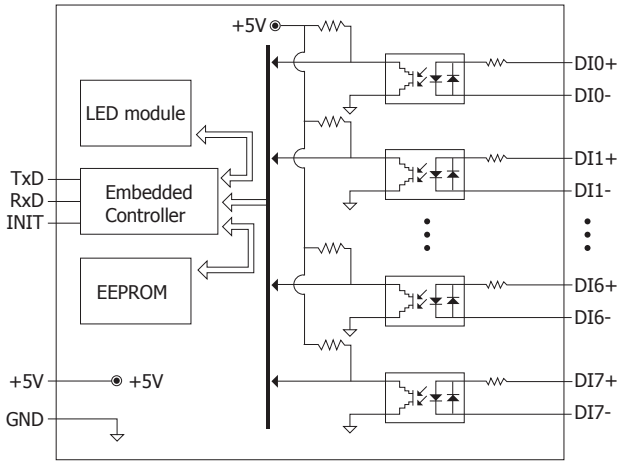 +5V
LED module
TxD
RxD
INIT
Embedded
Controller
EEPROM
+5V
+5V
GND
DI0+
DI0-
DI1+
DI1-
DI6+
DI6-
DI7+
DI7-